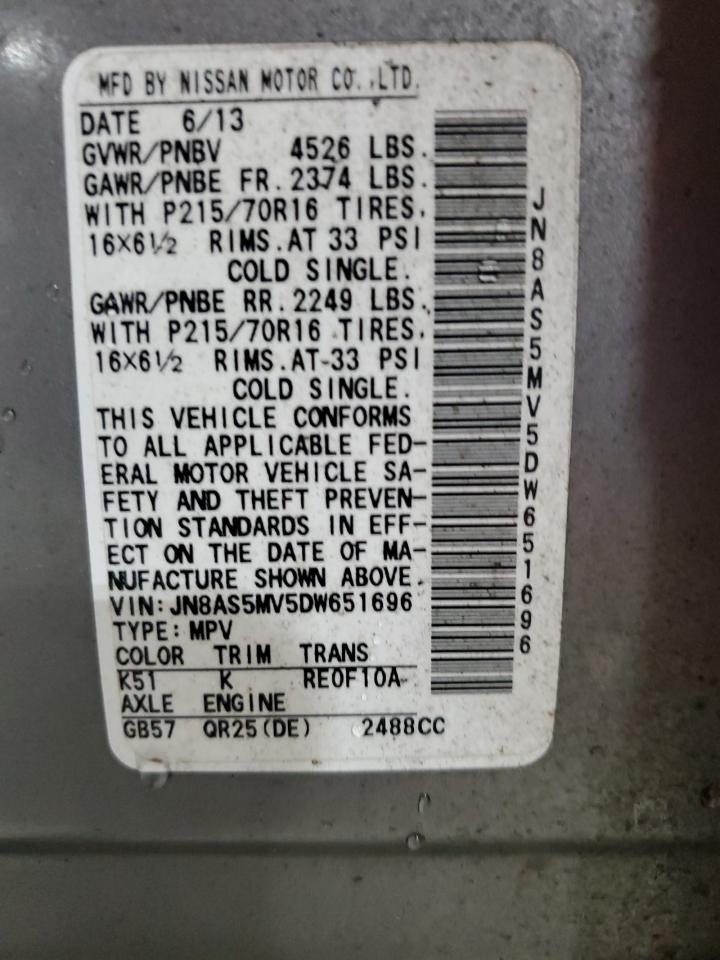 MFD BY NISSAN MOTOR CO.,LTD.
DATE 6/13
GVWR/PNBV 4526 LBS.
GAWR/PNBE FR. 2374 LBS.
WITH P215/70R16 TIRES,
16X6½ RIMS.AT 33 PSI
COLD SINGLE.
GAWR/PNBE RR. 2249 LBS.
WITH P215/70R16 TIRES,
16X6½ RIMS.AT 33 PSI
COLD SINGLE.
THIS VEHICLE CONFORMS
TO ALL APPLICABLE FED-
ERAL MOTOR VEHICLE SA-
FETY AND THEFT PREVEN-
TION STANDARDS IN EFF-
ECT ON THE DATE OF MA-
NUFACTURE SHOWN ABOVE.
VIN: JN8AS5MV5DW651696
TYPE: MPV
COLOR TRIM TRANS
K51 K RE0F10A
AXLE ENGINE
GB57 QR25(DE) 2488CC
JN8AS5MV5DW651696